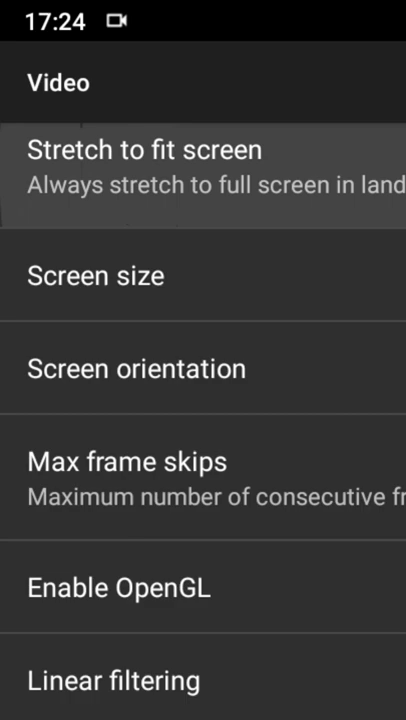 17:24
Video
Stretch to fit screen
Always stretch to full screen in land
Screen size
Screen orientation
Max frame skips
Maximum number of consecutive fr
Enable OpenGL
Linear filtering